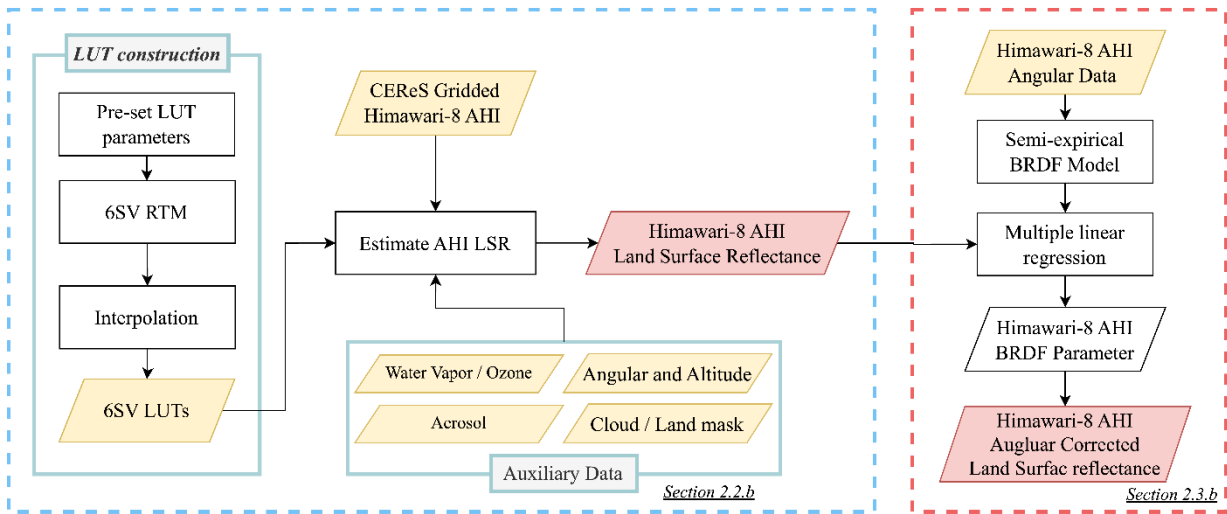 LUT construction
Pre-set LUT
parameters
6SV RTM
Interpolation
6SV LUTs
CEReS Gridded
Himawari-8 AHI
Estimate AHI LSR
Himawari-8 AHI
Land Surface Reflectance
Water Vapor / Ozone
Angular and Altitude
Aerosol
Cloud / Land mask
Auxiliary Data
Section 2.2.b
Himawari-8 AHI
Angular Data
Semi-expirical
BRDF Model
Multiple linear
regression
Himawari-8 AHI
BRDF Parameter
Himawari-8 AHI
Augluar Corrected
Land Surfac reflectance
Section 2.3.b